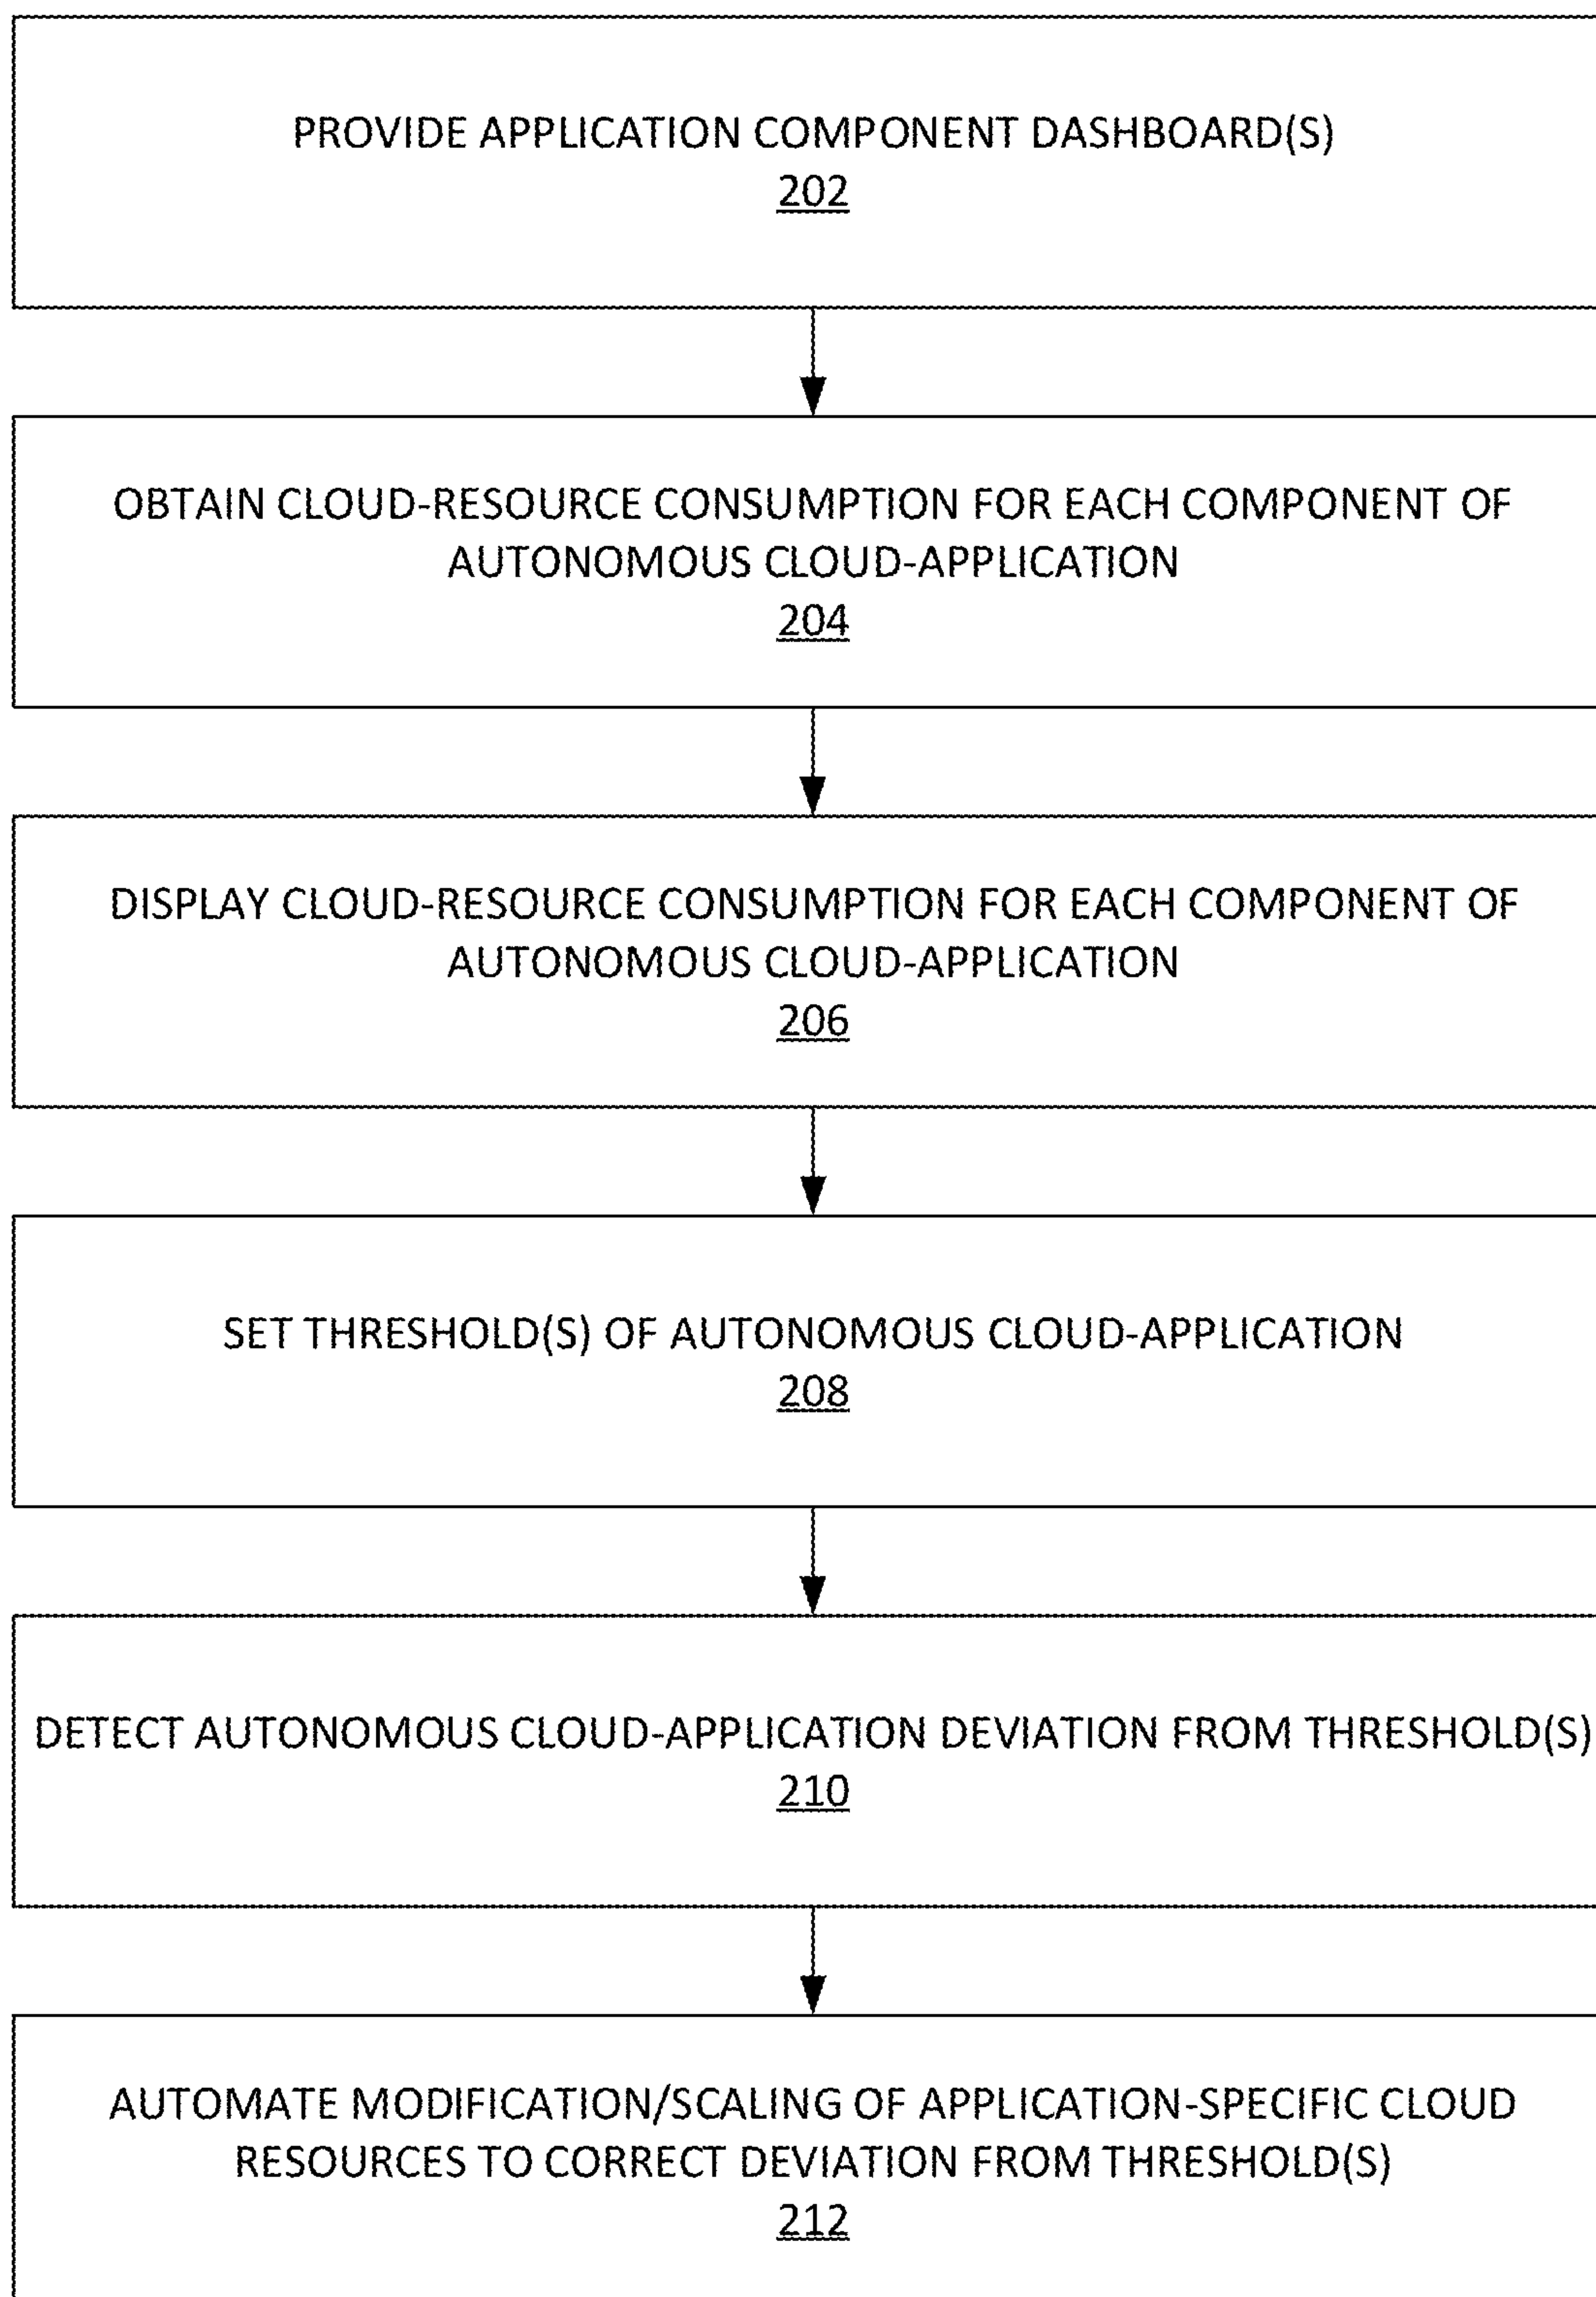 PROVIDE APPLICATION COMPONENT DASHBOARD(S)
202
OBTAIN CLOUD-RESOURCE CONSUMPTION FOR EACH COMPONENT OF
AUTONOMOUS CLOUD-APPLICATION
204
DISPLAY CLOUD-RESOURCE CONSUMPTION FOR EACH COMPONENT OF
AUTONOMOUS CLOUD-APPLICATION
206
SET THRESHOLD(S) OF AUTONOMOUS CLOUD-APPLICATION
208
DETECT AUTONOMOUS CLOUD-APPLICATION DEVIATION FROM THRESHOLD(S)
210
AUTOMATE MODIFICATION/SCALING OF APPLICATION-SPECIFIC CLOUD
RESOURCES TO CORRECT DEVIATION FROM THRESHOLD(S)
212